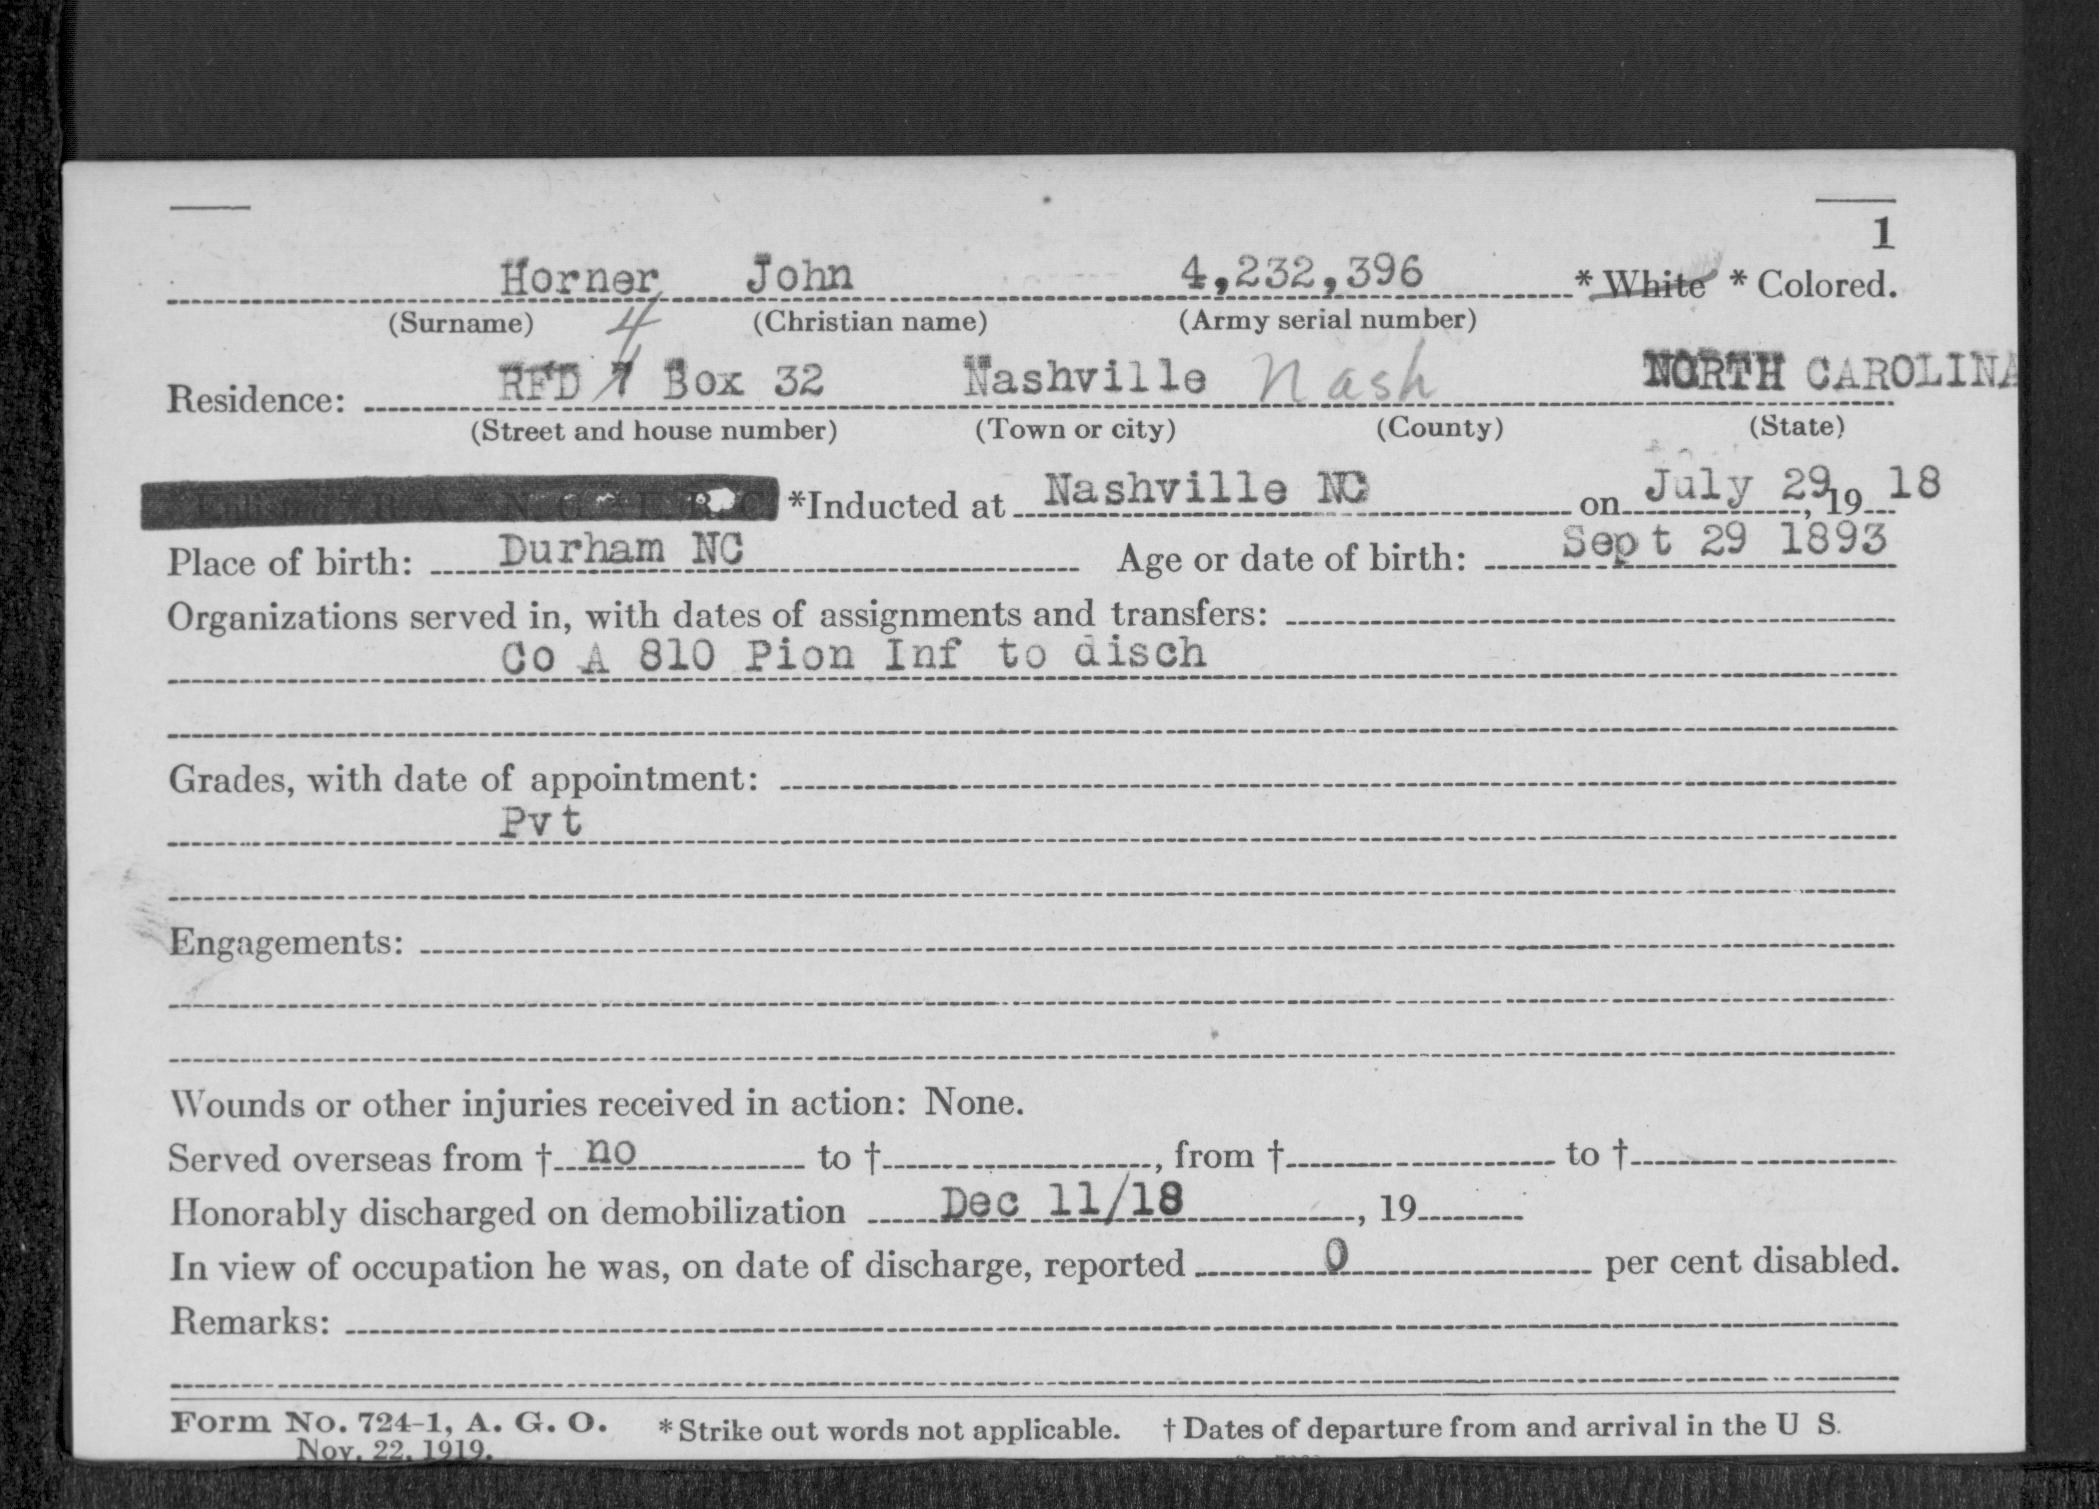 1
Horner John 4,232,396 * White * Colored.
(Surname) 4 (Christian name) (Army serial number)
Residence: RFD 1 Box 32 Nashville Nash NORTH CAROLINA
(Street and house number) (Town or city) (County) (State)
Enlisted * R. A. * N. G. * E. R. C. *Inducted at Nashville NC on July 29, 19 18
Place of birth: Durham NC Age or date of birth: Sept 29 1893
Organizations served in, with dates of assignments and transfers:
Co A 810 Pion Inf to disch
Grades, with date of appointment:
Pvt
Engagements:
Wounds or other injuries received in action: None.
Served overseas from † no to † , from † to †
Honorably discharged on demobilization Dec 11/18 , 19
In view of occupation he was, on date of discharge, reported 0 per cent disabled.
Remarks:
Form No. 724-1, A. G. O. * Strike out words not applicable. † Dates of departure from and arrival in the U S.
Nov. 22, 1919.